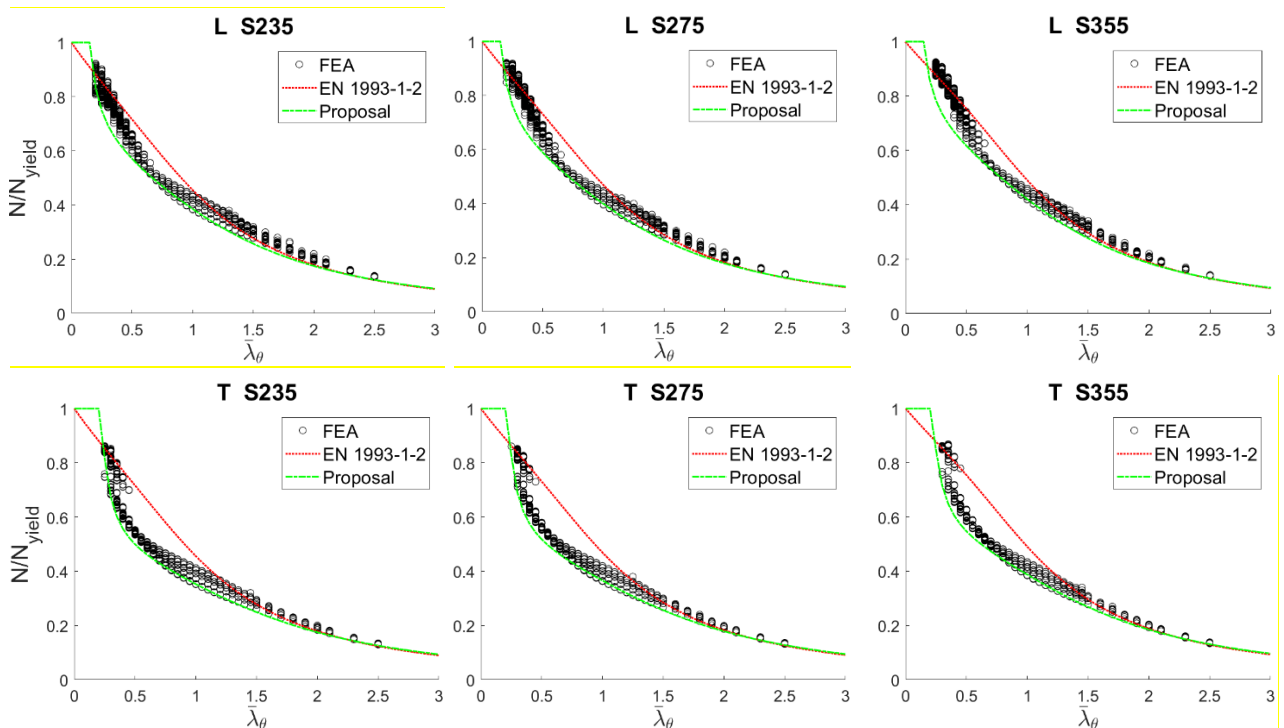 L S235
1
0.8
0.6
0.4
0.2
0
N/N_yield
FEA
EN 1993-1-2
Proposal
0 0.5 1 1.5 2 2.5 3
λ̄_θ
L S275
1
0.8
0.6
0.4
0.2
0
FEA
EN 1993-1-2
Proposal
0 0.5 1 1.5 2 2.5 3
λ̄_θ
L S355
1
0.8
0.6
0.4
0.2
0
FEA
EN 1993-1-2
Proposal
0 0.5 1 1.5 2 2.5 3
λ̄_θ
T S235
1
0.8
0.6
0.4
0.2
0
N/N_yield
FEA
EN 1993-1-2
Proposal
0 0.5 1 1.5 2 2.5 3
λ̄_θ
T S275
1
0.8
0.6
0.4
0.2
0
FEA
EN 1993-1-2
Proposal
0 0.5 1 1.5 2 2.5 3
λ̄_θ
T S355
1
0.8
0.6
0.4
0.2
0
FEA
EN 1993-1-2
Proposal
0 0.5 1 1.5 2 2.5 3
λ̄_θ